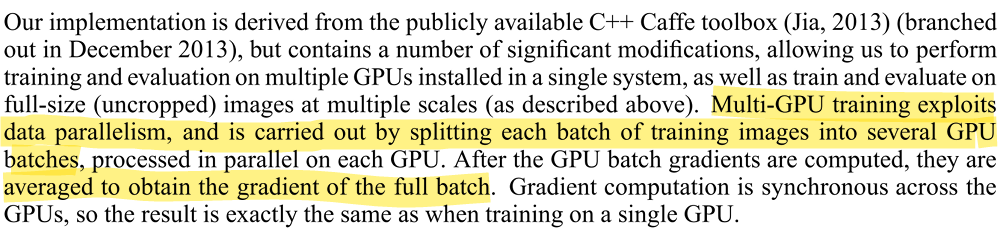 Our implementation is derived from the publicly available C++ Caffe toolbox (Jia, 2013) (branched
out in December 2013), but contains a number of significant modifications, allowing us to perform
training and evaluation on multiple GPUs installed in a single system, as well as train and evaluate on
full-size (uncropped) images at multiple scales (as described above). Multi-GPU training exploits
data parallelism, and is carried out by splitting each batch of training images into several GPU
batches, processed in parallel on each GPU. After the GPU batch gradients are computed, they are
averaged to obtain the gradient of the full batch. Gradient computation is synchronous across the
GPUs, so the result is exactly the same as when training on a single GPU.